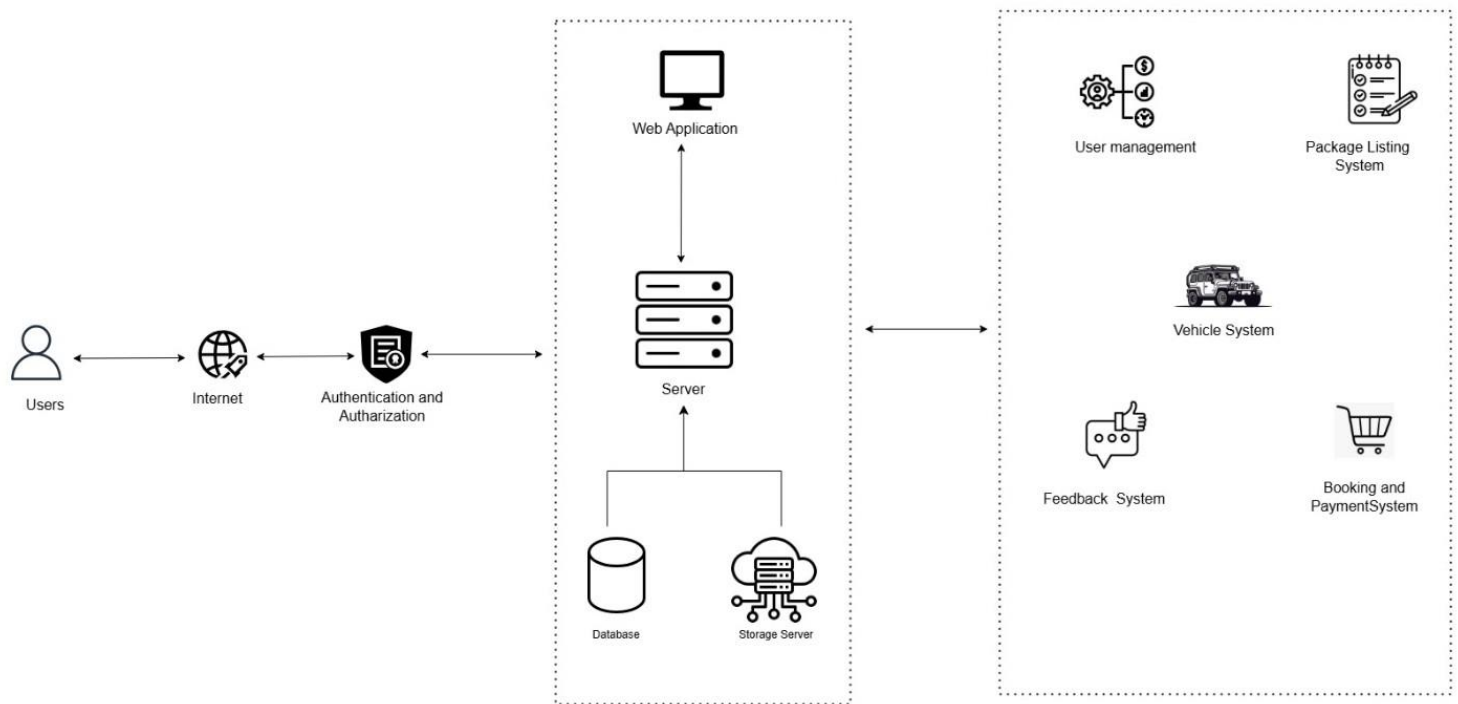 Web Application
Server
Database
Storage Server
Users
Internet
Authentication and
Autharization
User management
Package Listing
System
Vehicle System
Feedback  System
Booking and
PaymentSystem